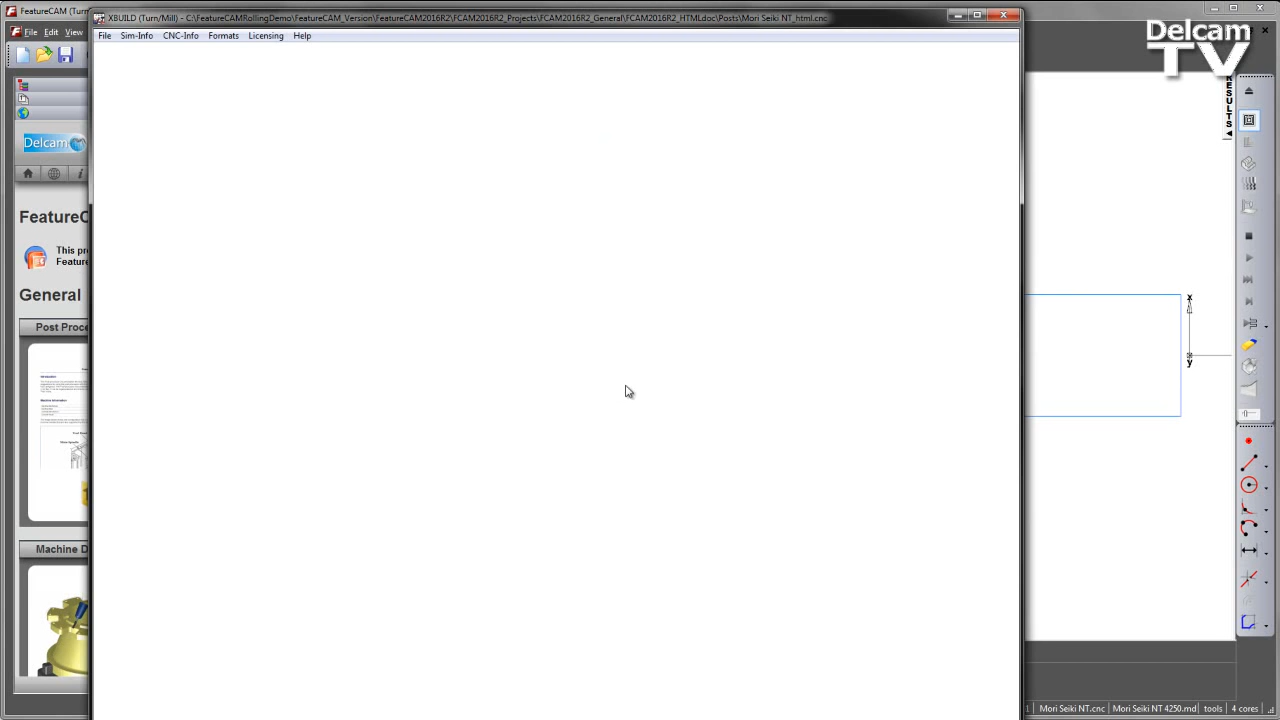 FeatureCAM (Turn
XBUILD (Turn/Mill) - C:\FeatureCAMRollingDemo\FeatureCAM_Version\FeatureCAM2016R2\FCAM2016R2_Projects\FCAM2016R2_General\FCAM2016R2_HTMLdoc\Posts\Mori Seiki NT_html.cnc
File Edit View
File CNC-Info Sim-Info Formats Licensing Help
Delcam
TV
RESULTS
Delcam
FeatureC
This pr
Feature
General
Post Proce
Machine D
x
y
1 Mori Seiki NT.cnc Mori Seiki NT 4250.md tools 4 cores